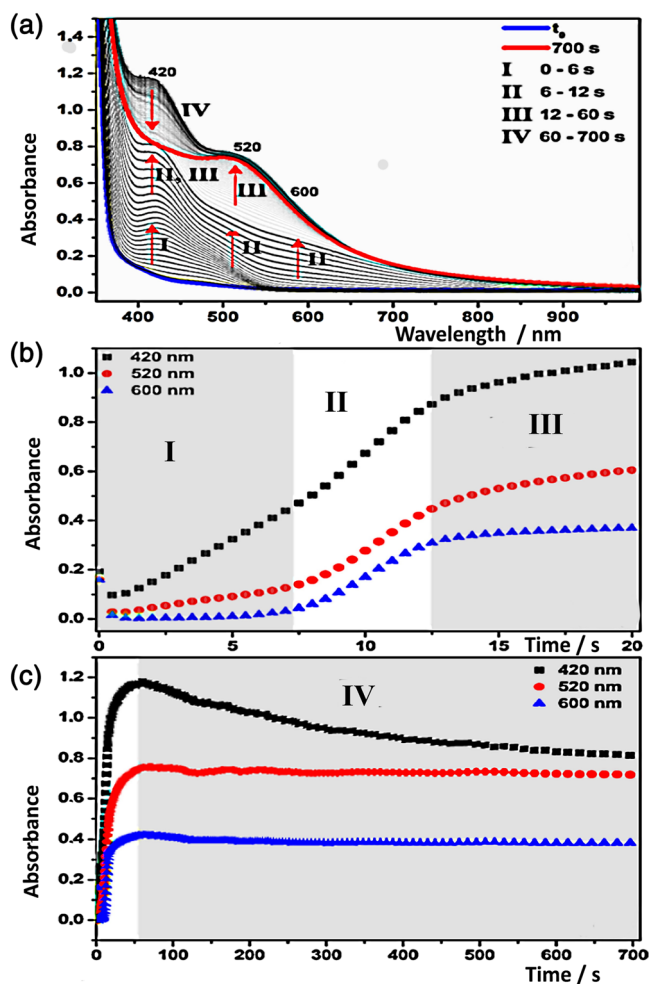 (a)
1.4
1.2
1.0
0.8
0.6
0.4
0.2
0.0
Absorbance
420
IV
520
600
II, III
III
I
II
II
t₀
700 s
I 0 - 6 s
II 6 - 12 s
III 12 - 60 s
IV 60 - 700 s
400 500 600 700 800 900
Wavelength / nm
(b)
420 nm
520 nm
600 nm
1.0
0.8
0.6
0.4
0.2
0.0
Absorbance
I
II
III
0 5 10 15 20
Time / s
(c)
1.2
1.0
0.8
0.6
0.4
0.2
0.0
Absorbance
IV
420 nm
520 nm
600 nm
0 100 200 300 400 500 600 700
Time / s